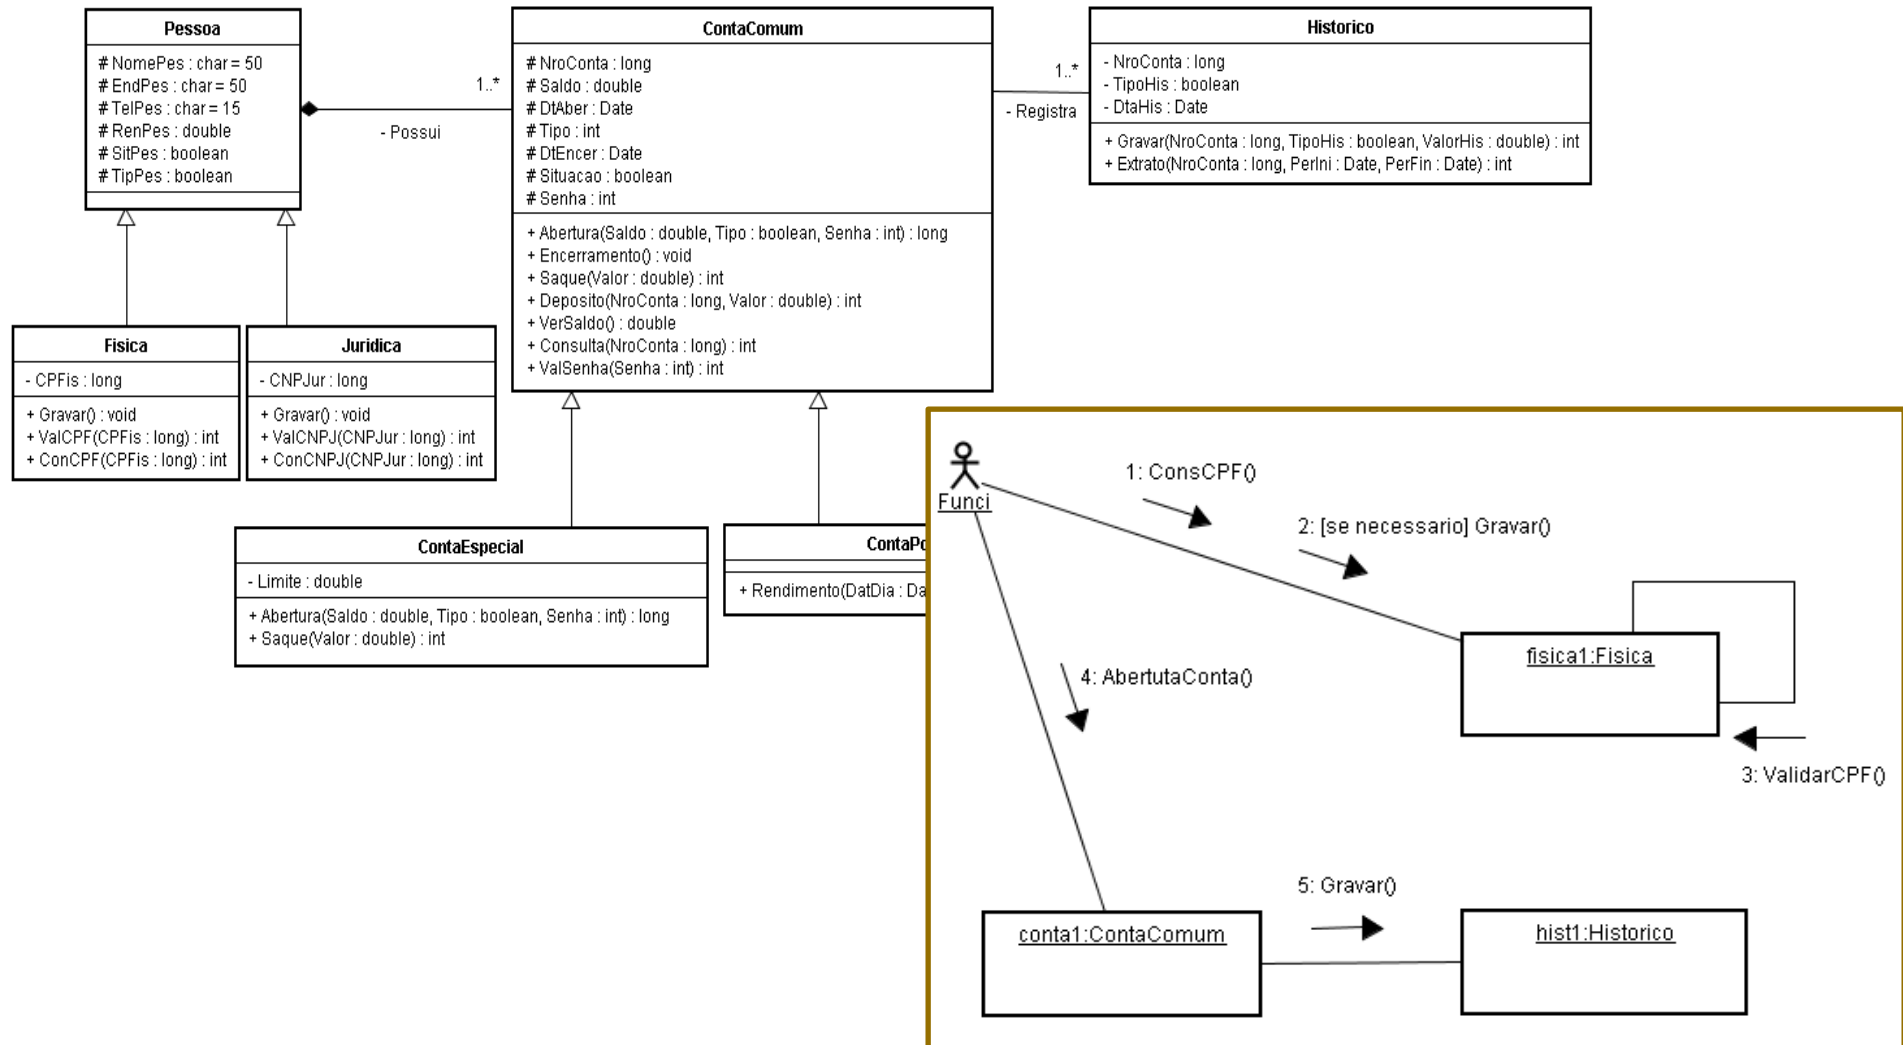 Pessoa
# NomePes : char = 50
# EndPes : char = 50
# TelPes : char = 15
# RenPes : double
# SitPes : boolean
# TipPes : boolean
1..*
- Possui
ContaComum
# NroConta : long
# Saldo : double
# DtAber : Date
# Tipo : int
# DtEncer : Date
# Situacao : boolean
# Senha : int
+ Abertura(Saldo : double, Tipo : boolean, Senha : int) : long
+ Encerramento() : void
+ Saque(Valor : double) : int
+ Deposito(NroConta : long, Valor : double) : int
+ VerSaldo() : double
+ Consulta(NroConta : long) : int
+ ValSenha(Senha : int) : int
1..*
- Registra
Historico
- NroConta : long
- TipoHis : boolean
- DtaHis : Date
+ Gravar(NroConta : long, TipoHis : boolean, ValorHis : double) : int
+ Extrato(NroConta : long, PerIni : Date, PerFin : Date) : int
Fisica
- CPFis : long
+ Gravar() : void
+ ValCPF(CPFis : long) : int
+ ConCPF(CPFis : long) : int
Juridica
- CNPJur : long
+ Gravar() : void
+ ValCNPJ(CNPJur : long) : int
+ ConCNPJ(CNPJur : long) : int
ContaEspecial
- Limite : double
+ Abertura(Saldo : double, Tipo : boolean, Senha : int) : long
+ Saque(Valor : double) : int
+ Rendimento(DatDia :
Funci
1: ConsCPF()
2: [se necessario] Gravar()
fisica1:Fisica
3: ValidarCPF()
4: AbertutaConta()
conta1:ContaComum
5: Gravar()
hist1:Historico